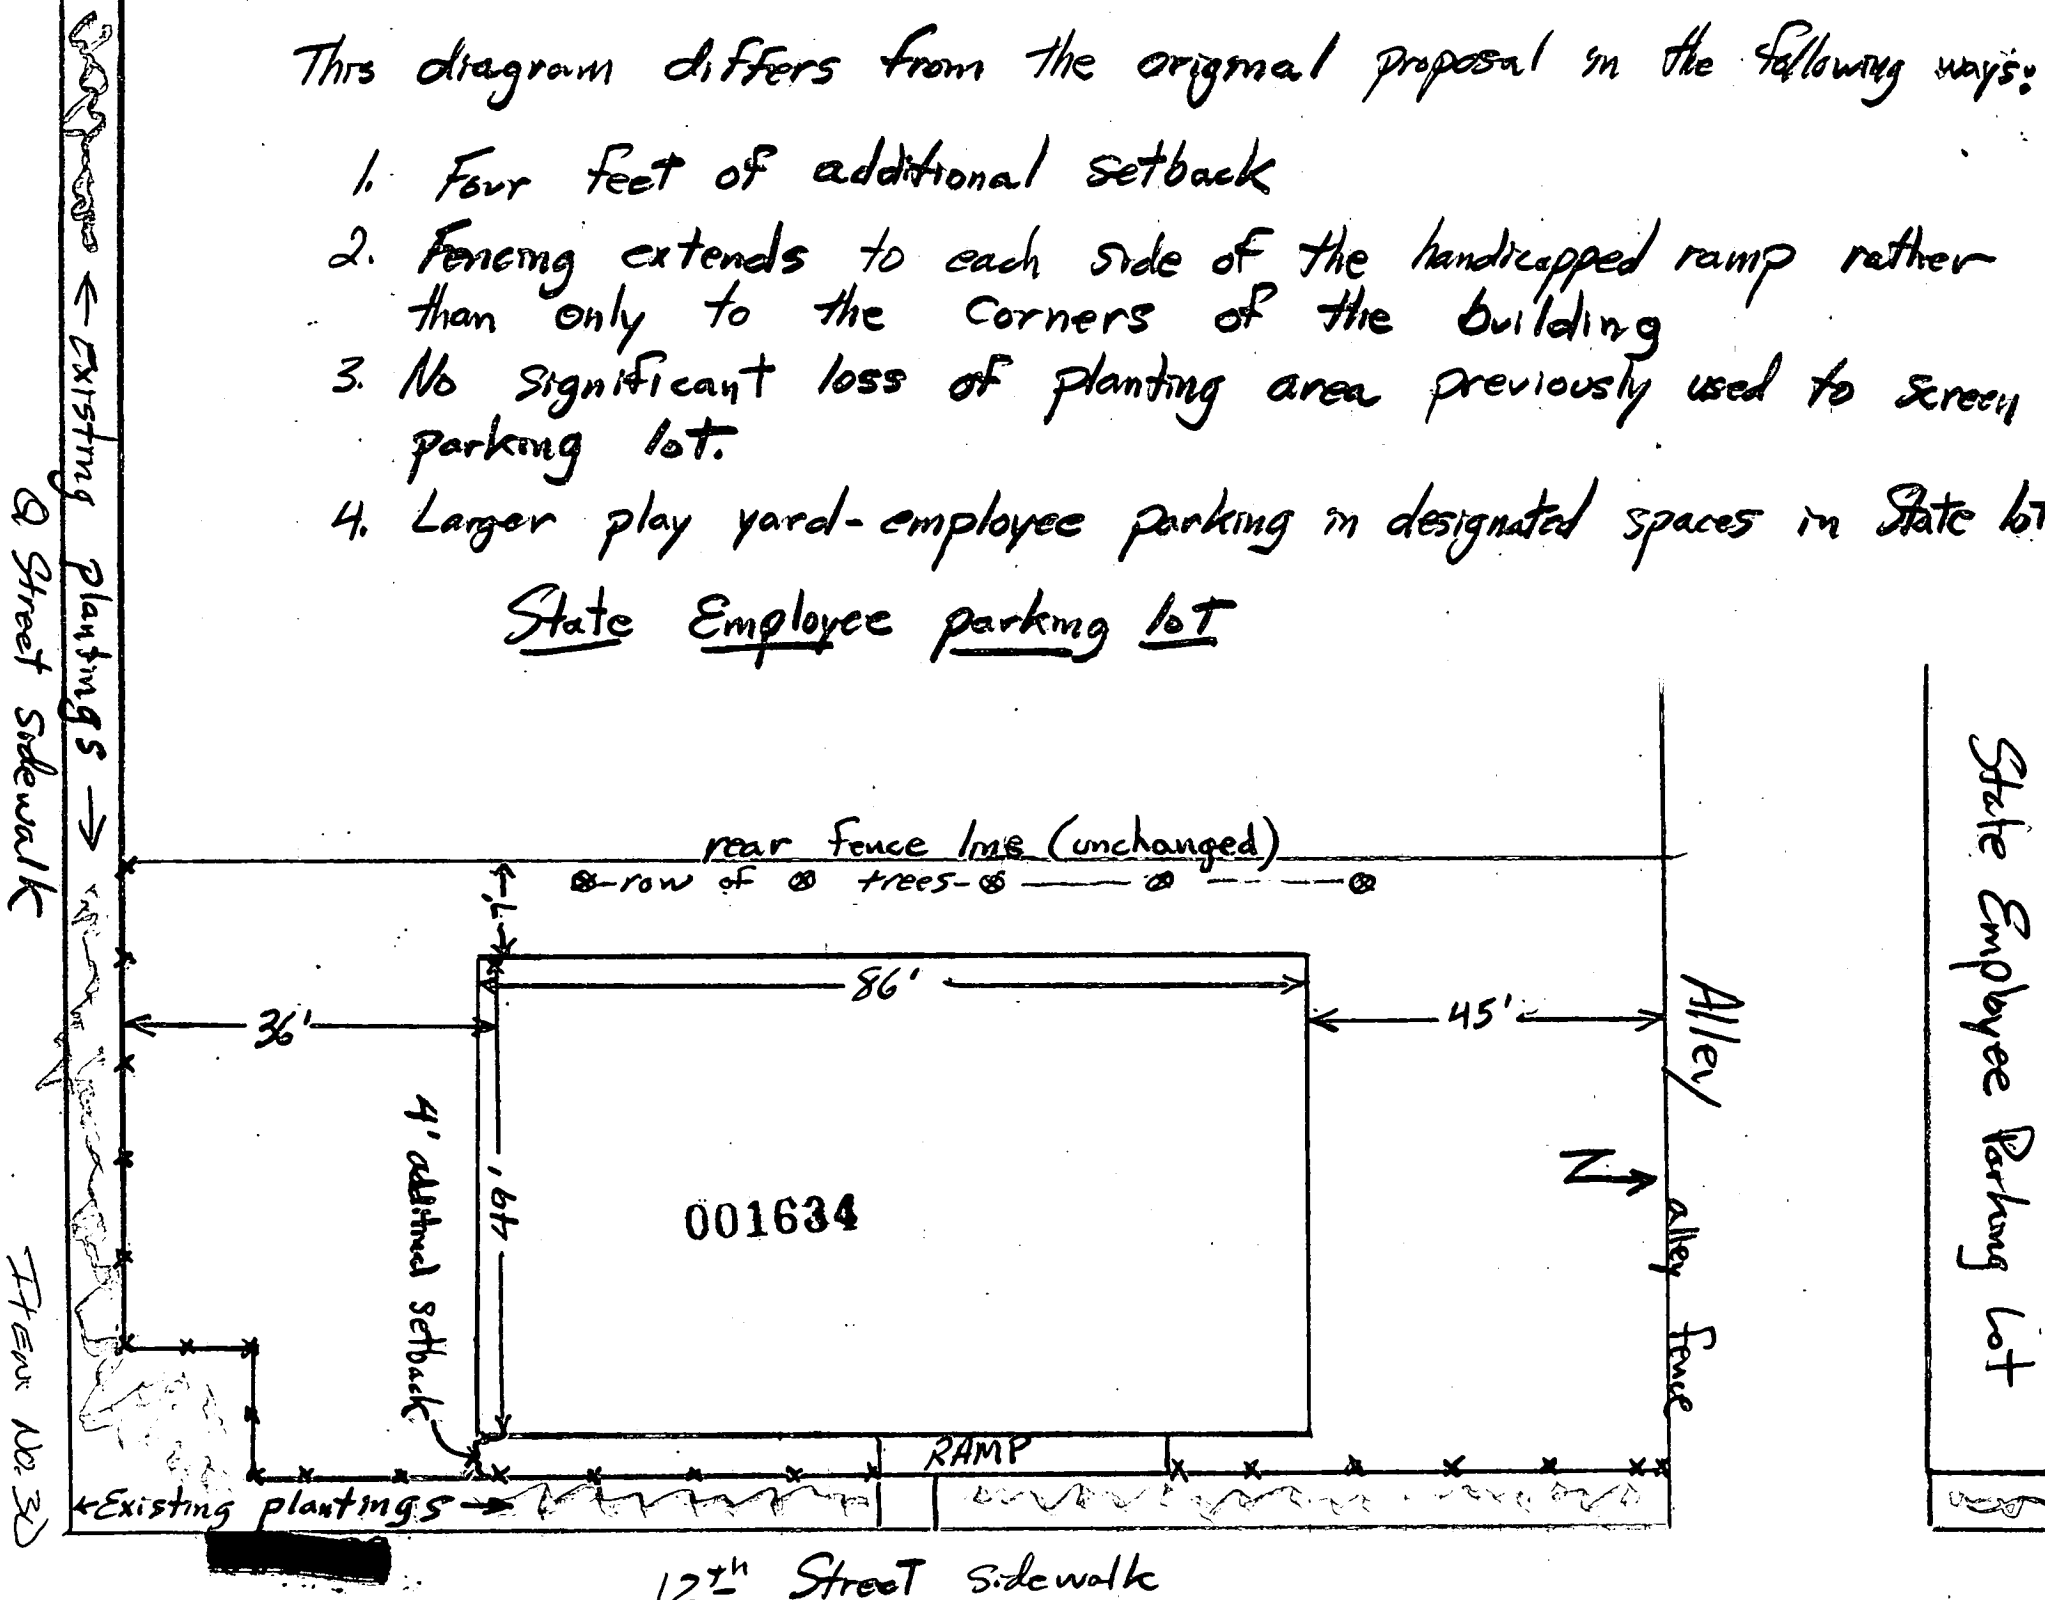 This diagram differs from the original proposal in the following ways:
1. Four feet of additional setback
2. Fencing extends to each side of the handicapped ramp rather
than only to the corners of the building
3. No significant loss of planting area previously used to screen
parking lot.
4. Larger play yard-employee parking in designated spaces in State lot
State Employee parking lot
← Existing plantings →
Q Street Sidewalk
rear fence line (unchanged)
row of trees
7'
86'
36'
45'
Alley
State Employee Parking Lot
4' additional setback
49'
001634
N →
alley fence
RAMP
←Existing plantings→
12th Street Sidewalk
ITEM NO. 30